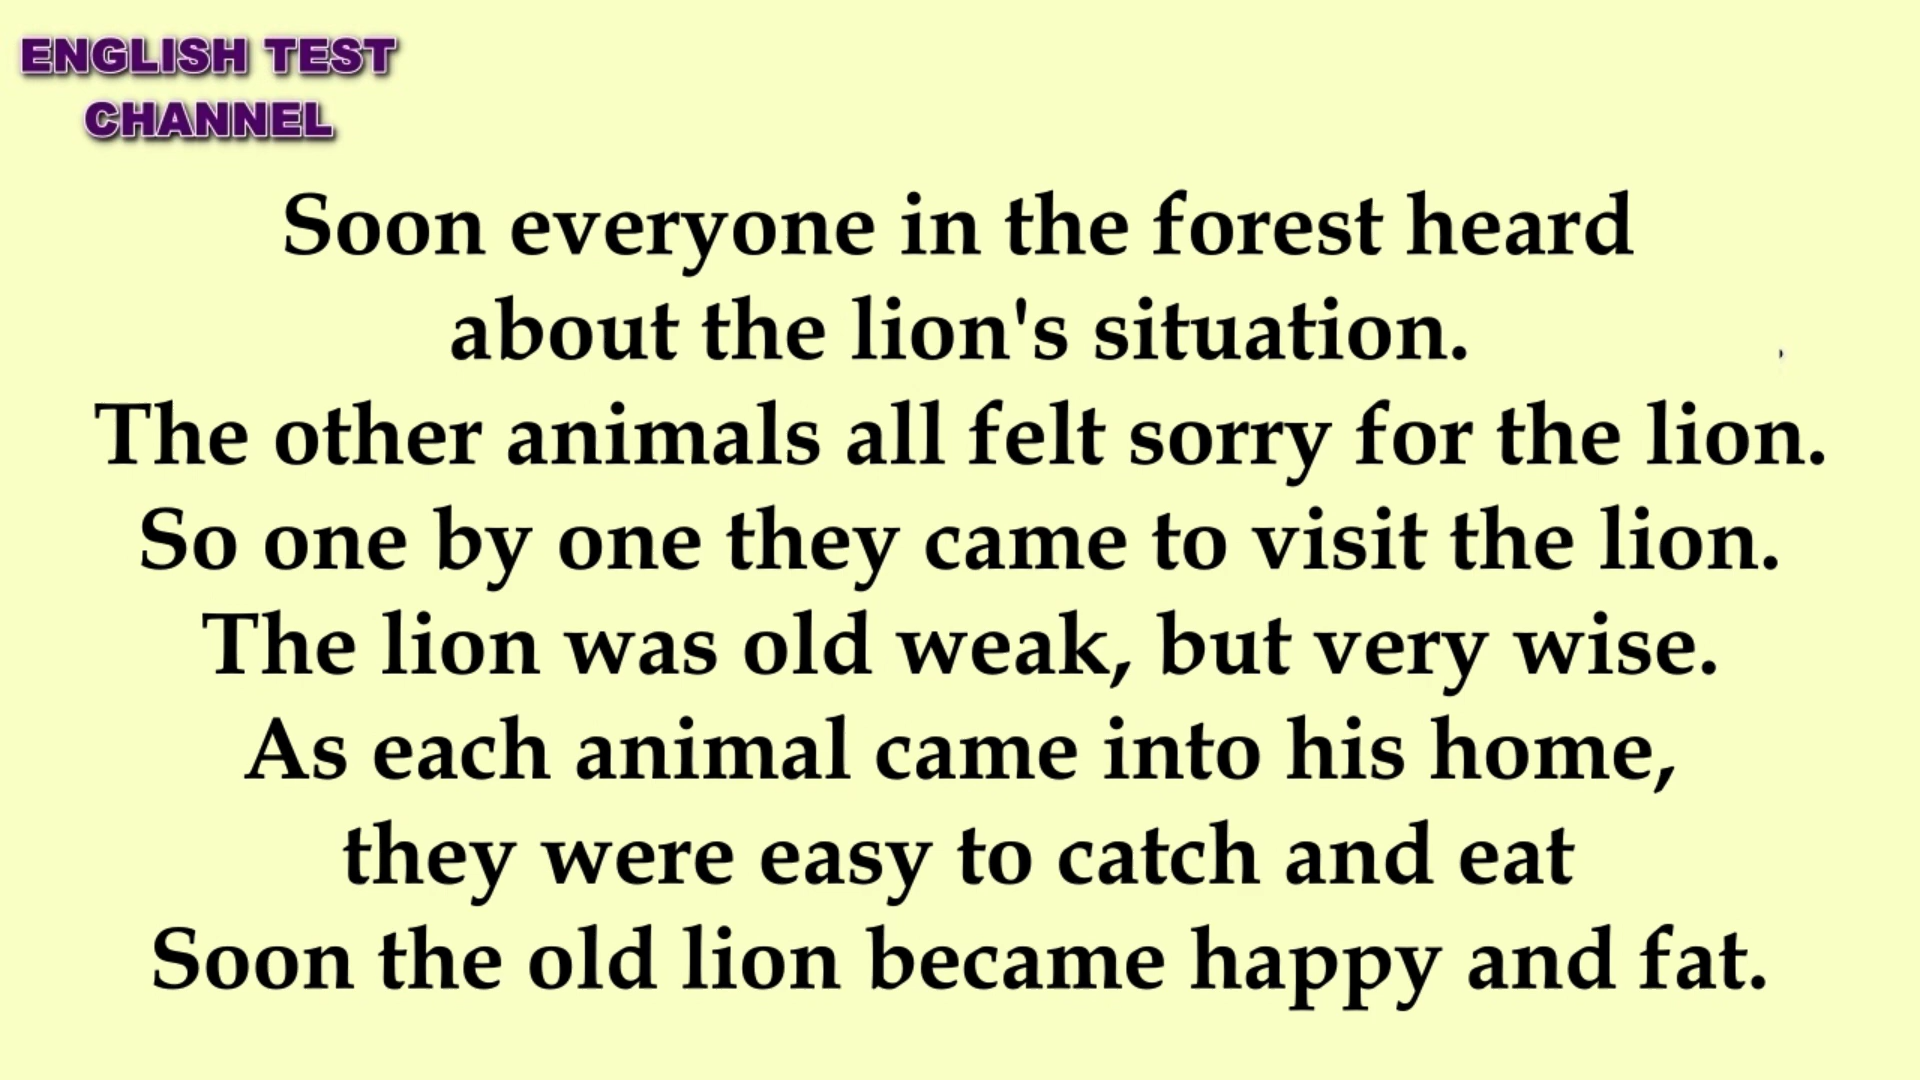 ENGLISH TEST
CHANNEL
Soon everyone in the forest heard
about the lion's situation.
The other animals all felt sorry for the lion.
So one by one they came to visit the lion.
The lion was old weak, but very wise.
As each animal came into his home,
they were easy to catch and eat
Soon the old lion became happy and fat.